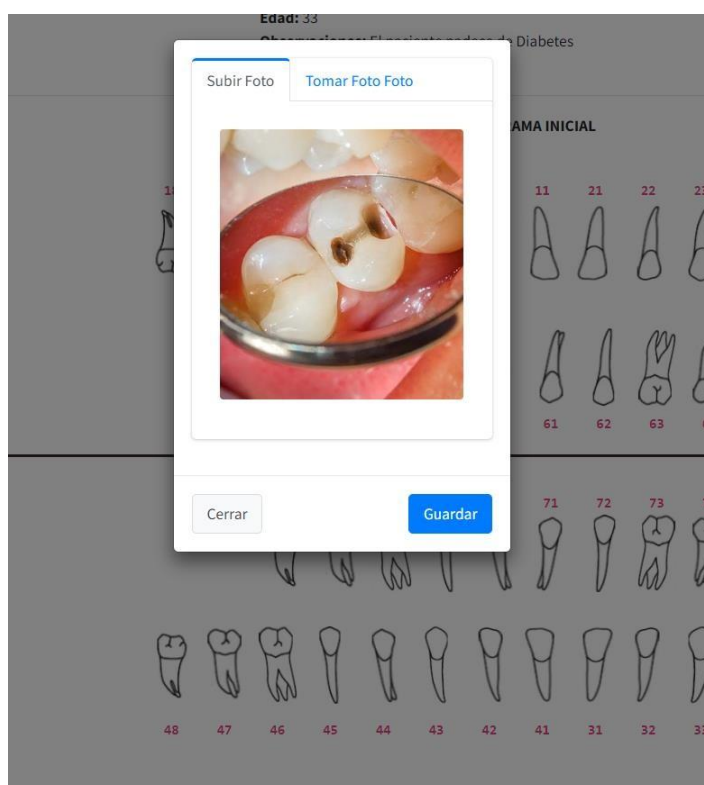 Edad: 33
Observaciones: El paciente padece de Diabetes
Subir Foto Tomar Foto Foto
AMA INICIAL
11 21 22
61 62 63
Cerrar Guardar
71 72 73
48 47 46 45 44 43 42 41 31 32